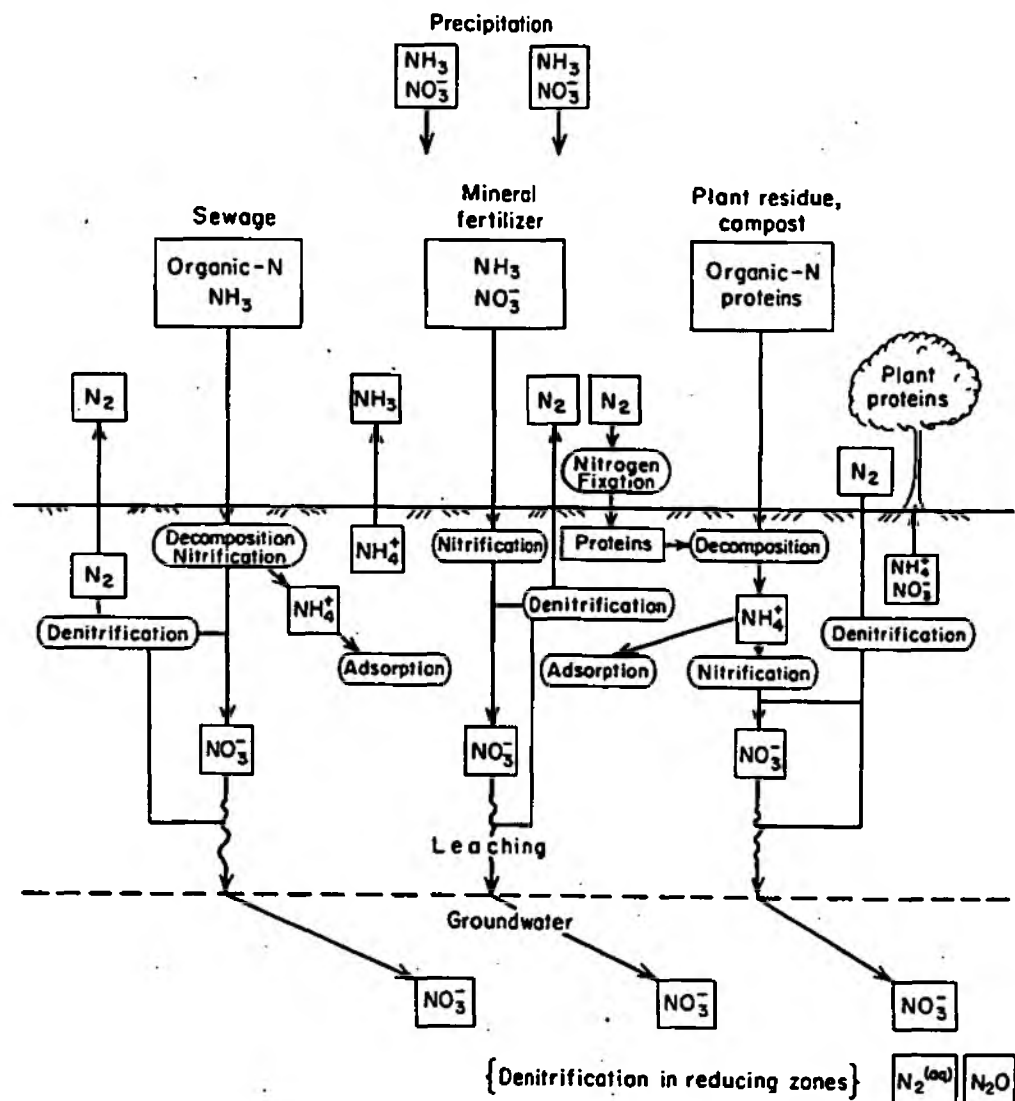 Precipitation
NH₃
NO₃⁻
NH₃
NO₃⁻
Sewage
Organic-N
NH₃
Mineral
fertilizer
NH₃
NO₃⁻
Plant residue,
compost
Organic-N
proteins
N₂
NH₃
N₂
N₂
Nitrogen
Fixation
N₂
Plant
proteins
Decomposition
Nitrification
NH₄⁺
Nitrification
Proteins
Decomposition
NH₄⁺
NO₃⁻
N₂
Denitrification
NH₄⁺
Adsorption
Denitrification
Adsorption
NH₄⁺
Nitrification
Denitrification
NO₃⁻
NO₃⁻
NO₃⁻
Leaching
Groundwater
NO₃⁻
NO₃⁻
NO₃⁻
{Denitrification in reducing zones}
N₂(aq)
N₂O